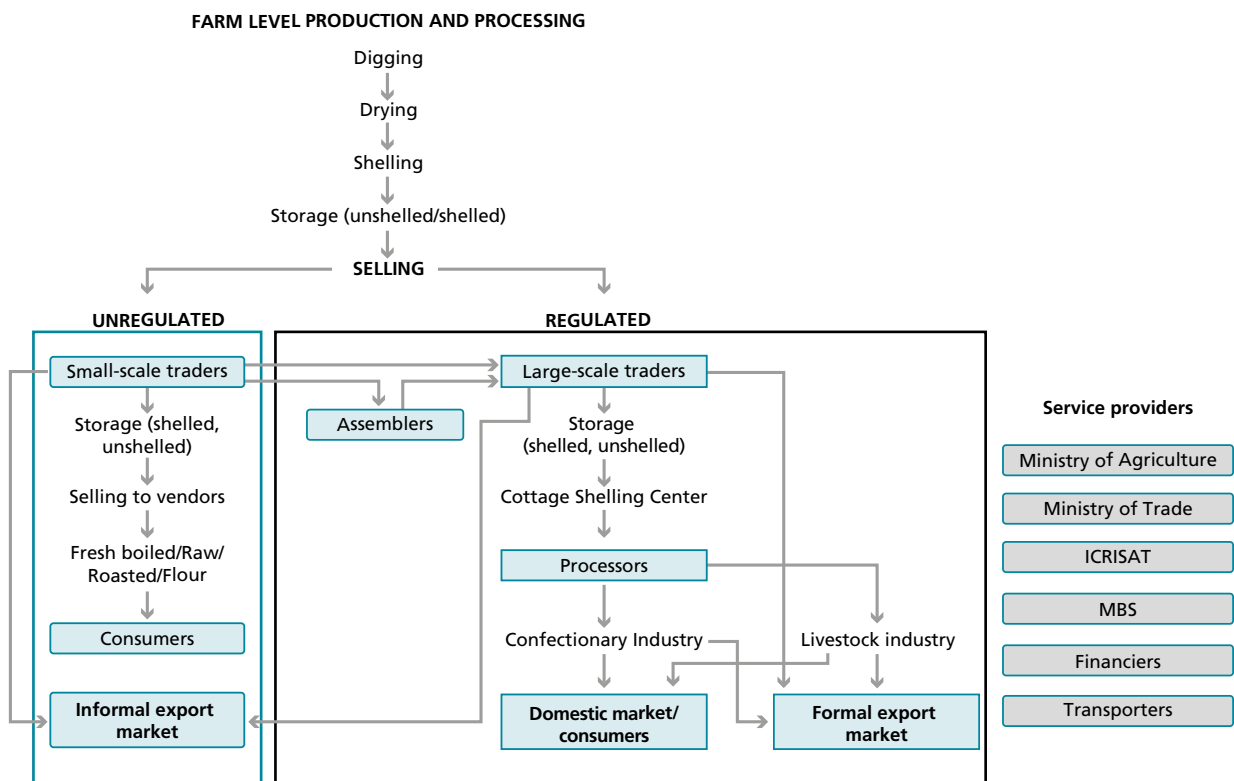 FARM LEVEL PRODUCTION AND PROCESSING
Digging
Drying
Shelling
Storage (unshelled/shelled)
SELLING
UNREGULATED
Small-scale traders
Storage (shelled,
unshelled)
Selling to vendors
Fresh boiled/Raw/
Roasted/Flour
Consumers
Informal export
market
REGULATED
Assemblers
Large-scale traders
Storage
(shelled, unshelled)
Cottage Shelling Center
Processors
Confectionary Industry
Livestock industry
Domestic market/
consumers
Formal export
market
Service providers
Ministry of Agriculture
Ministry of Trade
ICRISAT
MBS
Financiers
Transporters